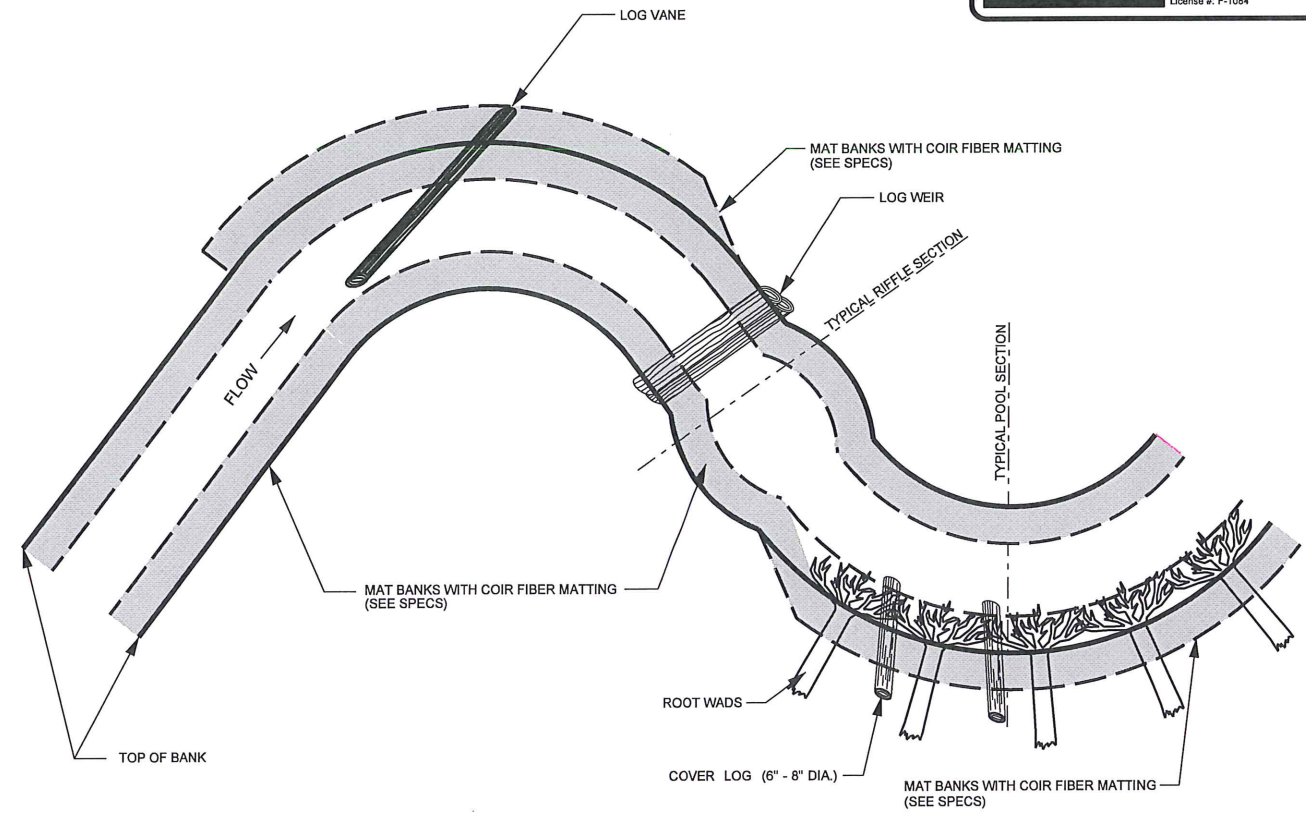 License #: F-1084
LOG VANE
MAT BANKS WITH COIR FIBER MATTING
(SEE SPECS)
LOG WEIR
TYPICAL RIFFLE SECTION
TYPICAL POOL SECTION
FLOW
MAT BANKS WITH COIR FIBER MATTING
(SEE SPECS)
ROOT WADS
TOP OF BANK
COVER LOG (6" - 8" DIA.)
MAT BANKS WITH COIR FIBER MATTING
(SEE SPECS)